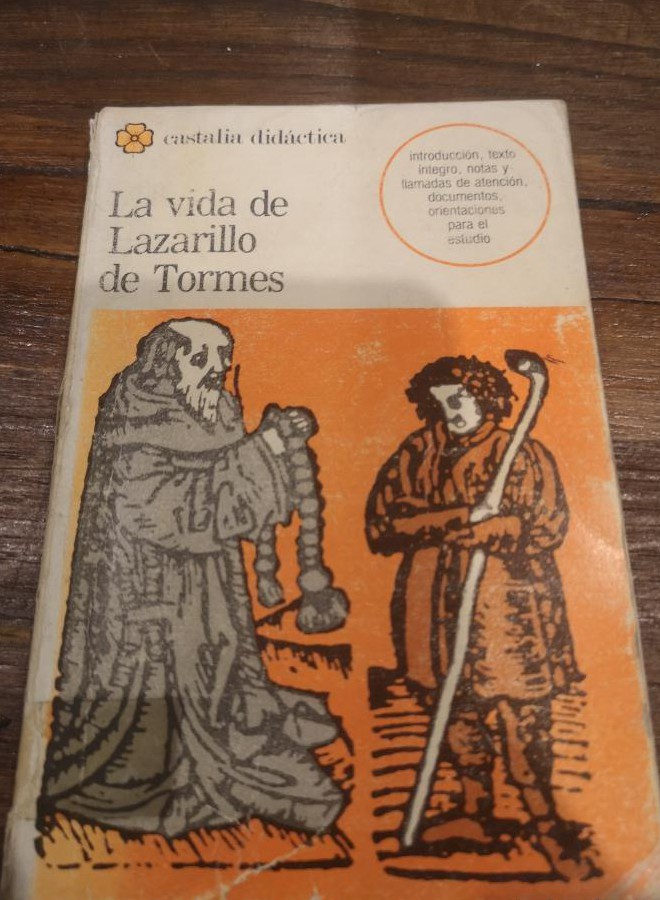 castalia didáctica
La vida de
Lazarillo
de Tormes
introducción, texto
íntegro, notas y
llamadas de atención,
documentos,
orientaciones
para el
estudio